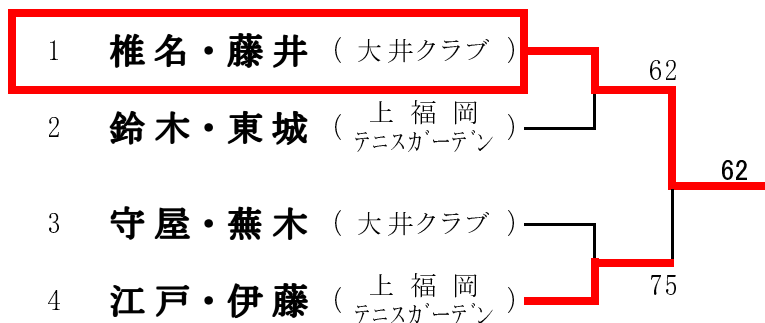 1 椎名・藤井 (大井クラブ)
62
2 鈴木・東城 (上福岡テニスガーデン)
62
3 守屋・蕪木 (大井クラブ)
75
4 江戸・伊藤 (上福岡テニスガーデン)